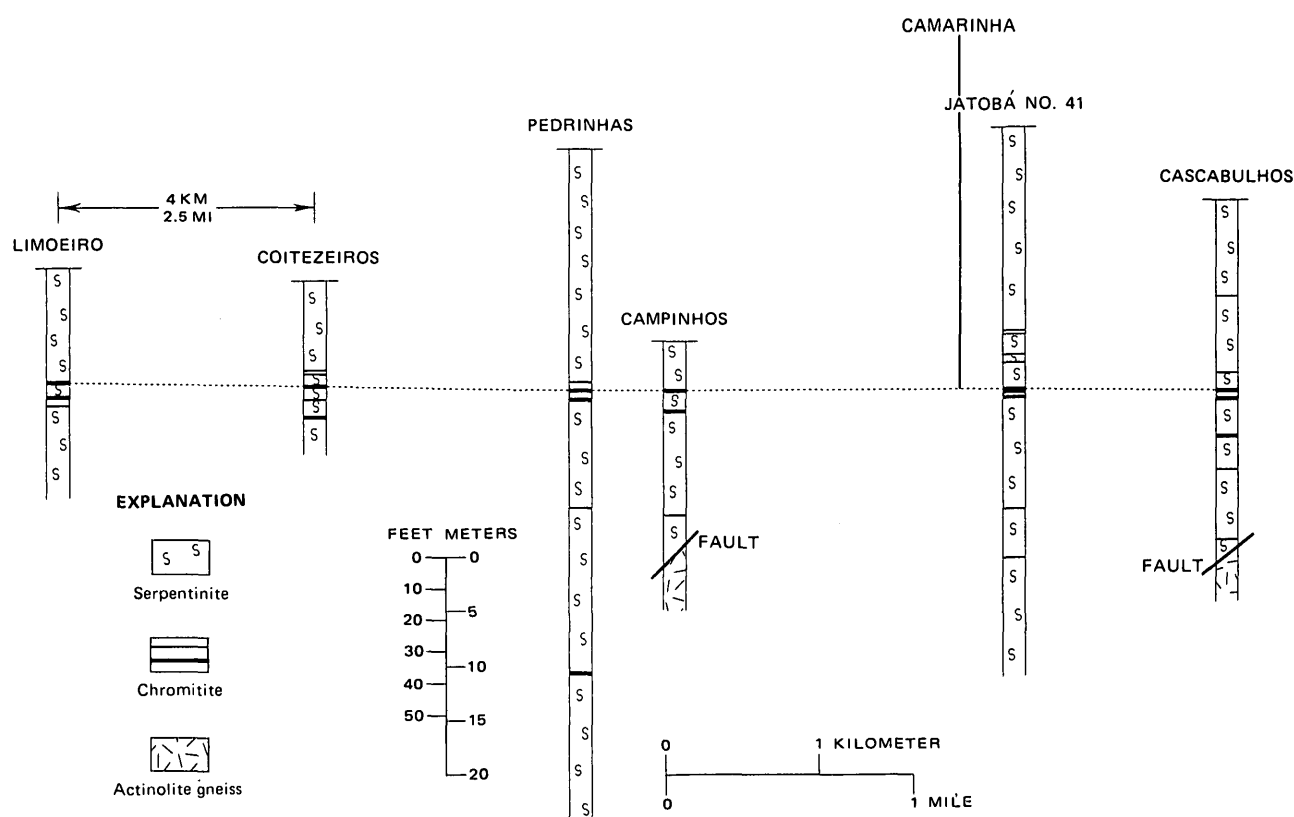 CAMARINHA
JATOBÁ NO. 41
PEDRINHAS
CASCABULHOS
4 KM
2.5 MI
LIMOEIRO
COITEZEIROS
CAMPINHOS
EXPLANATION
S S
Serpentinite
Chromitite
Actinolite gneiss
FEET METERS
0 0
10
5
20
30
10
40
50
15
20
FAULT
FAULT
0 1 KILOMETER
0 1 MILE